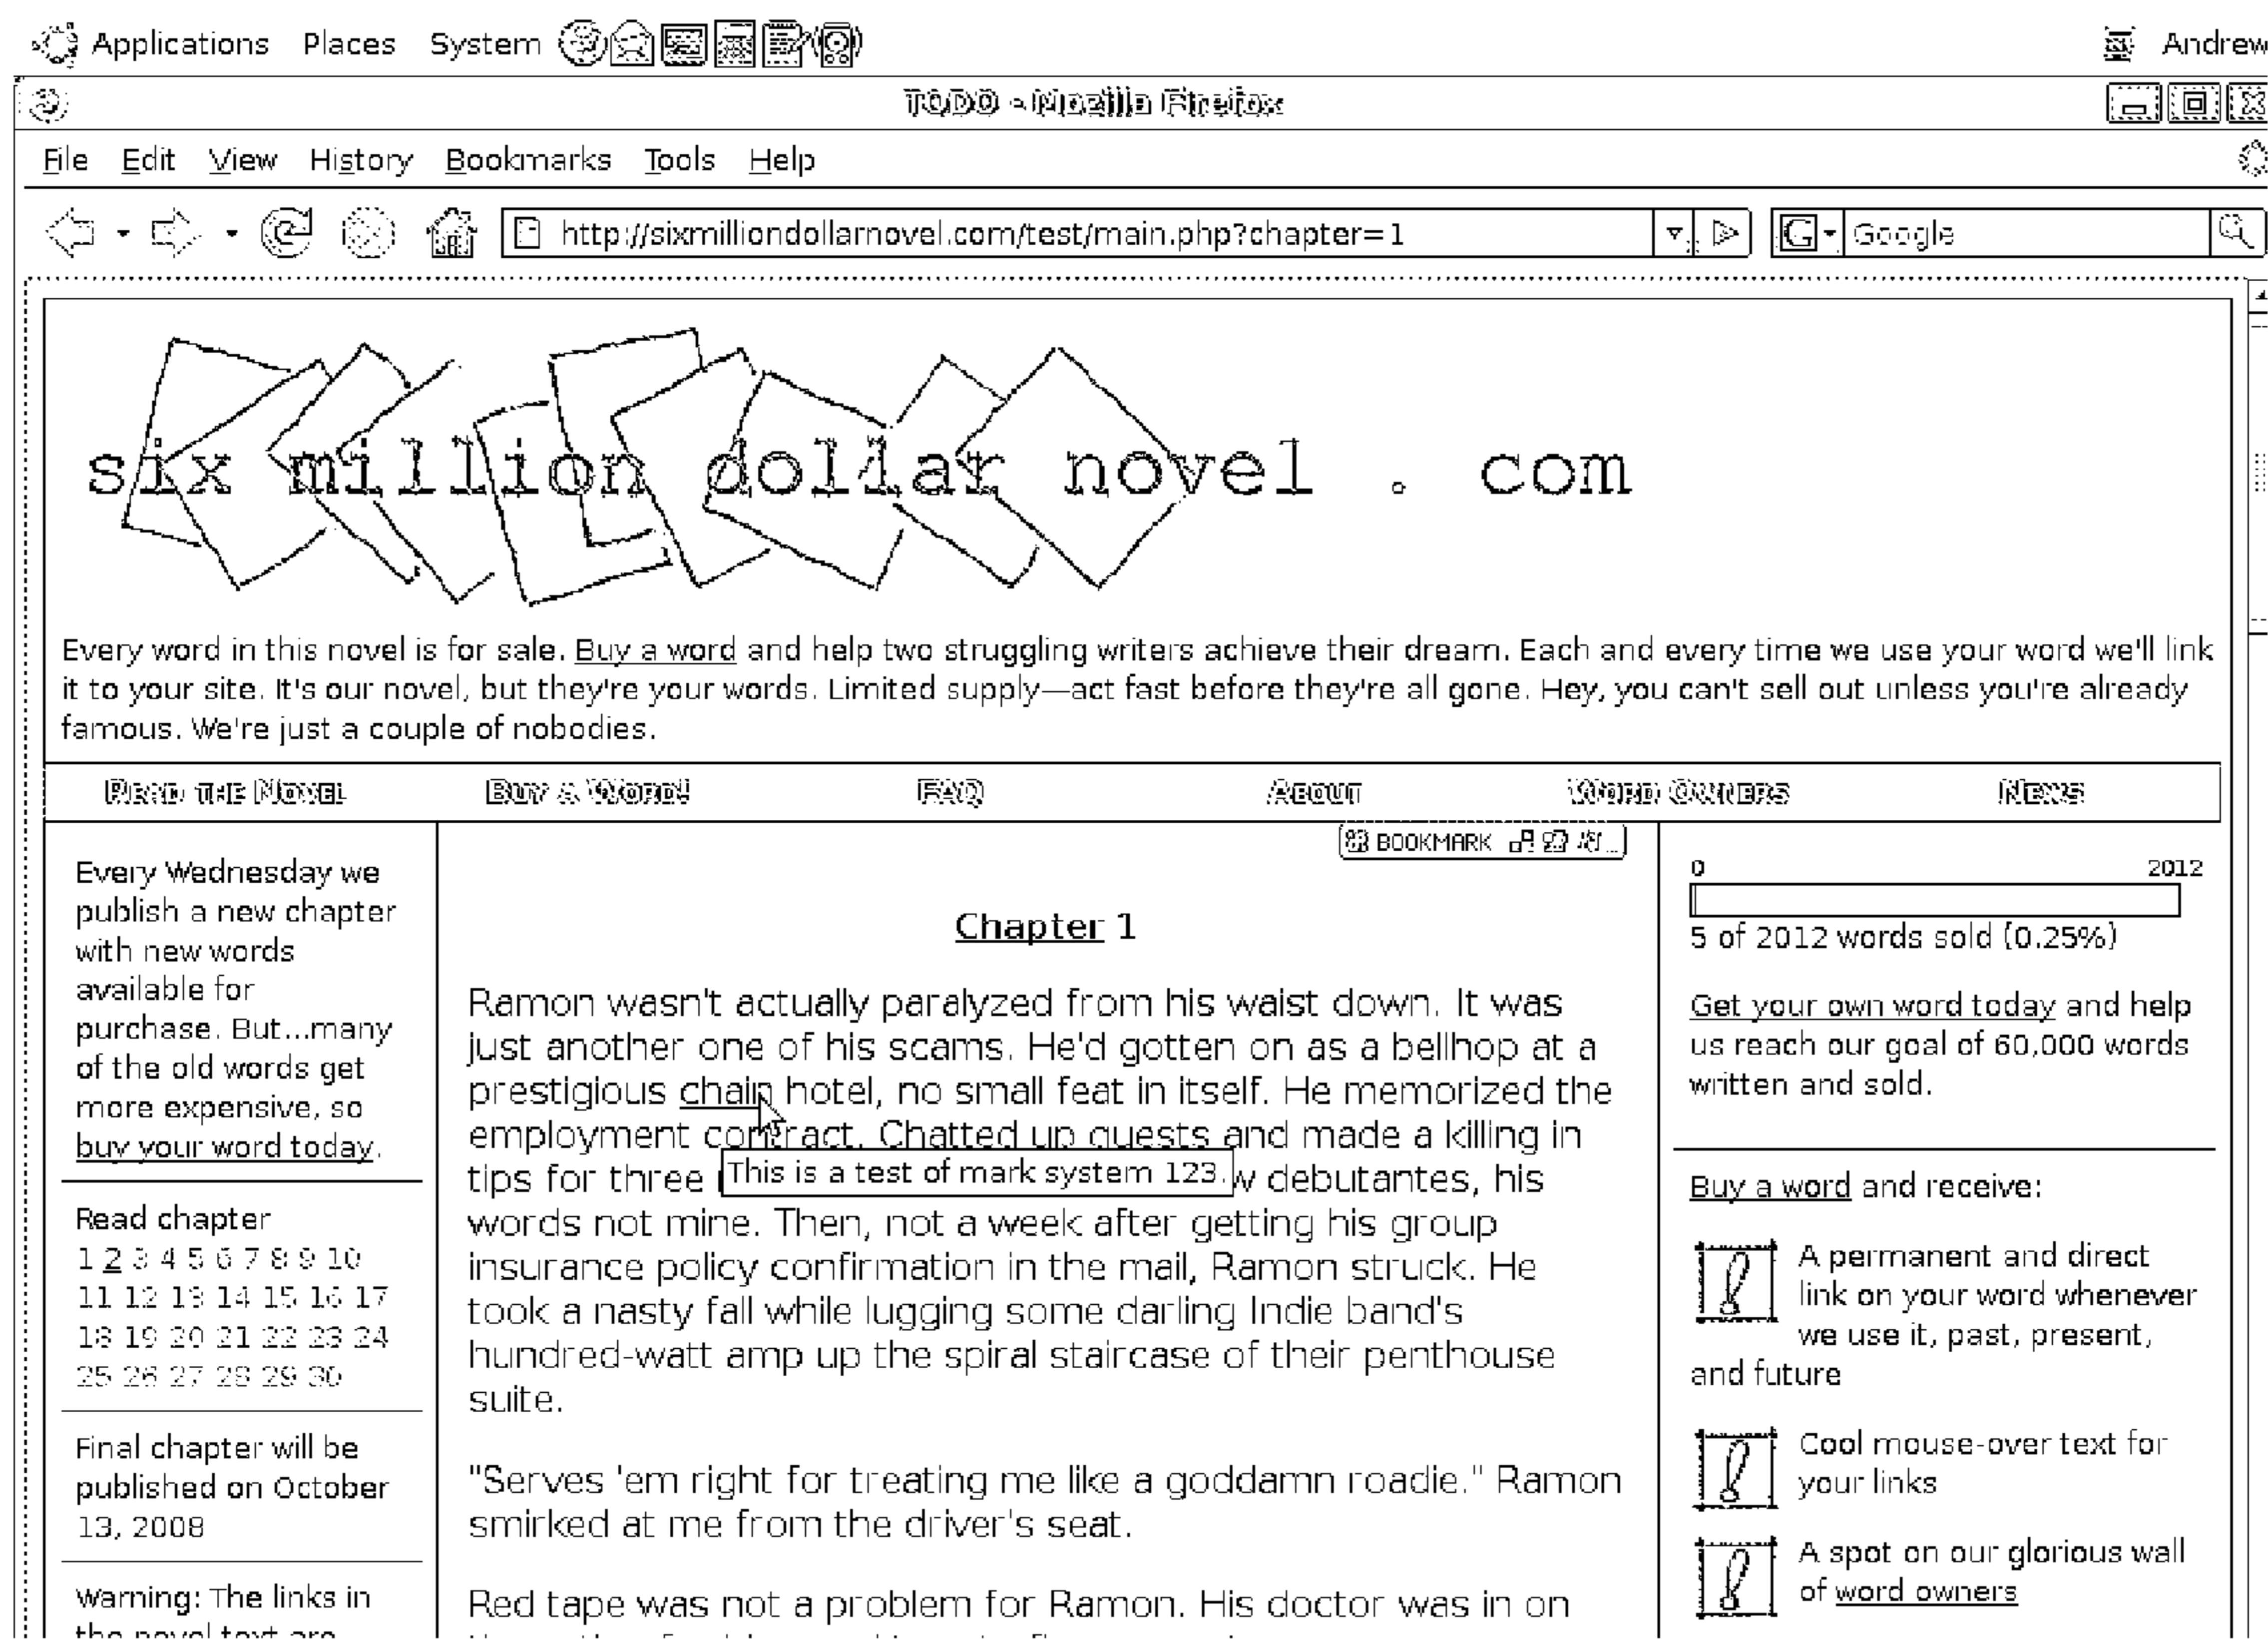 Applications Places System Andrew
TODO - Mozilla Firefox
File Edit View History Bookmarks Tools Help
http://sixmilliondollarnovel.com/test/main.php?chapter=1
G Google
six million dollar novel . com
Every word in this novel is for sale. Buy a word and help two struggling writers achieve their dream. Each and every time we use your word we'll link
it to your site. It's our novel, but they're your words. Limited supply—act fast before they're all gone. Hey, you can't sell out unless you're already
famous. We're just a couple of nobodies.
READ THE NOVEL BUY A WORD! FAQ ABOUT WORD OWNERS NEWS
Every Wednesday we
publish a new chapter
with new words
available for
purchase. But...many
of the old words get
more expensive, so
buy your word today.
Read chapter
1 2 3 4 5 6 7 8 9 10
11 12 13 14 15 16 17
18 19 20 21 22 23 24
25 26 27 28 29 30
Final chapter will be
published on October
13, 2008
Warning: The links in
the novel text are
BOOKMARK
Chapter 1
Ramon wasn't actually paralyzed from his waist down. It was
just another one of his scams. He'd gotten on as a bellhop at a
prestigious chain hotel, no small feat in itself. He memorized the
employment contract. Chatted up guests and made a killing in
tips for three This is a test of mark system 123. w debutantes, his
words not mine. Then, not a week after getting his group
insurance policy confirmation in the mail, Ramon struck. He
took a nasty fall while lugging some darling Indie band's
hundred-watt amp up the spiral staircase of their penthouse
suite.
"Serves 'em right for treating me like a goddamn roadie." Ramon
smirked at me from the driver's seat.
Red tape was not a problem for Ramon. His doctor was in on
0 2012
5 of 2012 words sold (0.25%)
Get your own word today and help
us reach our goal of 60,000 words
written and sold.
Buy a word and receive:
A permanent and direct
link on your word whenever
we use it, past, present,
and future
Cool mouse-over text for
your links
A spot on our glorious wall
of word owners